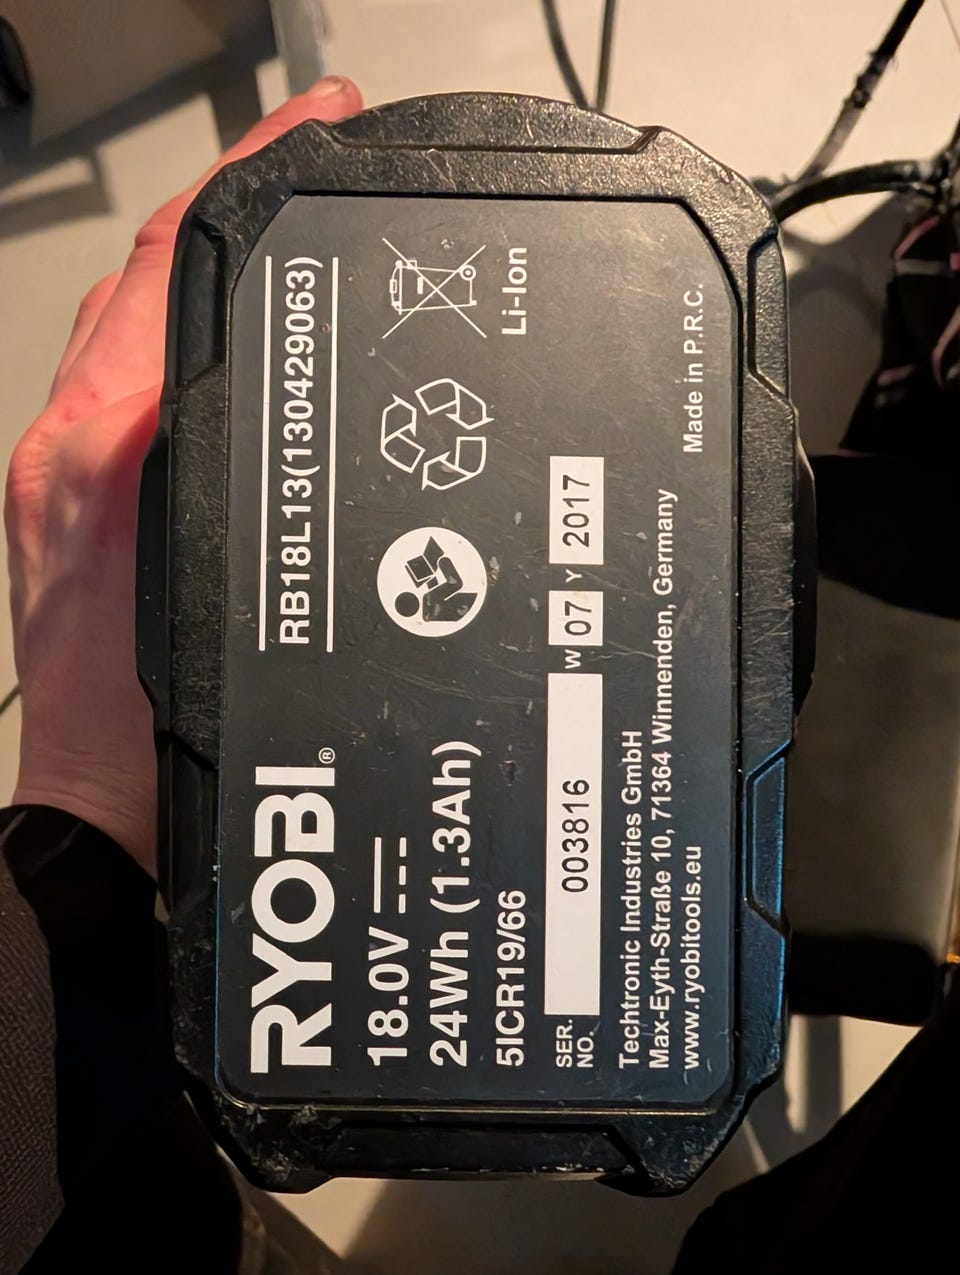 RYOBI®
RB18L13(130429063)
18.0V
24Wh (1.3Ah)
5ICR19/66
Li-Ion
SER. NO. 003816 W 07 Y 2017
Techtronic Industries GmbH
Max-Eyth-Straße 10, 71364 Winnenden, Germany
www.ryobitools.eu
Made in P.R.C.